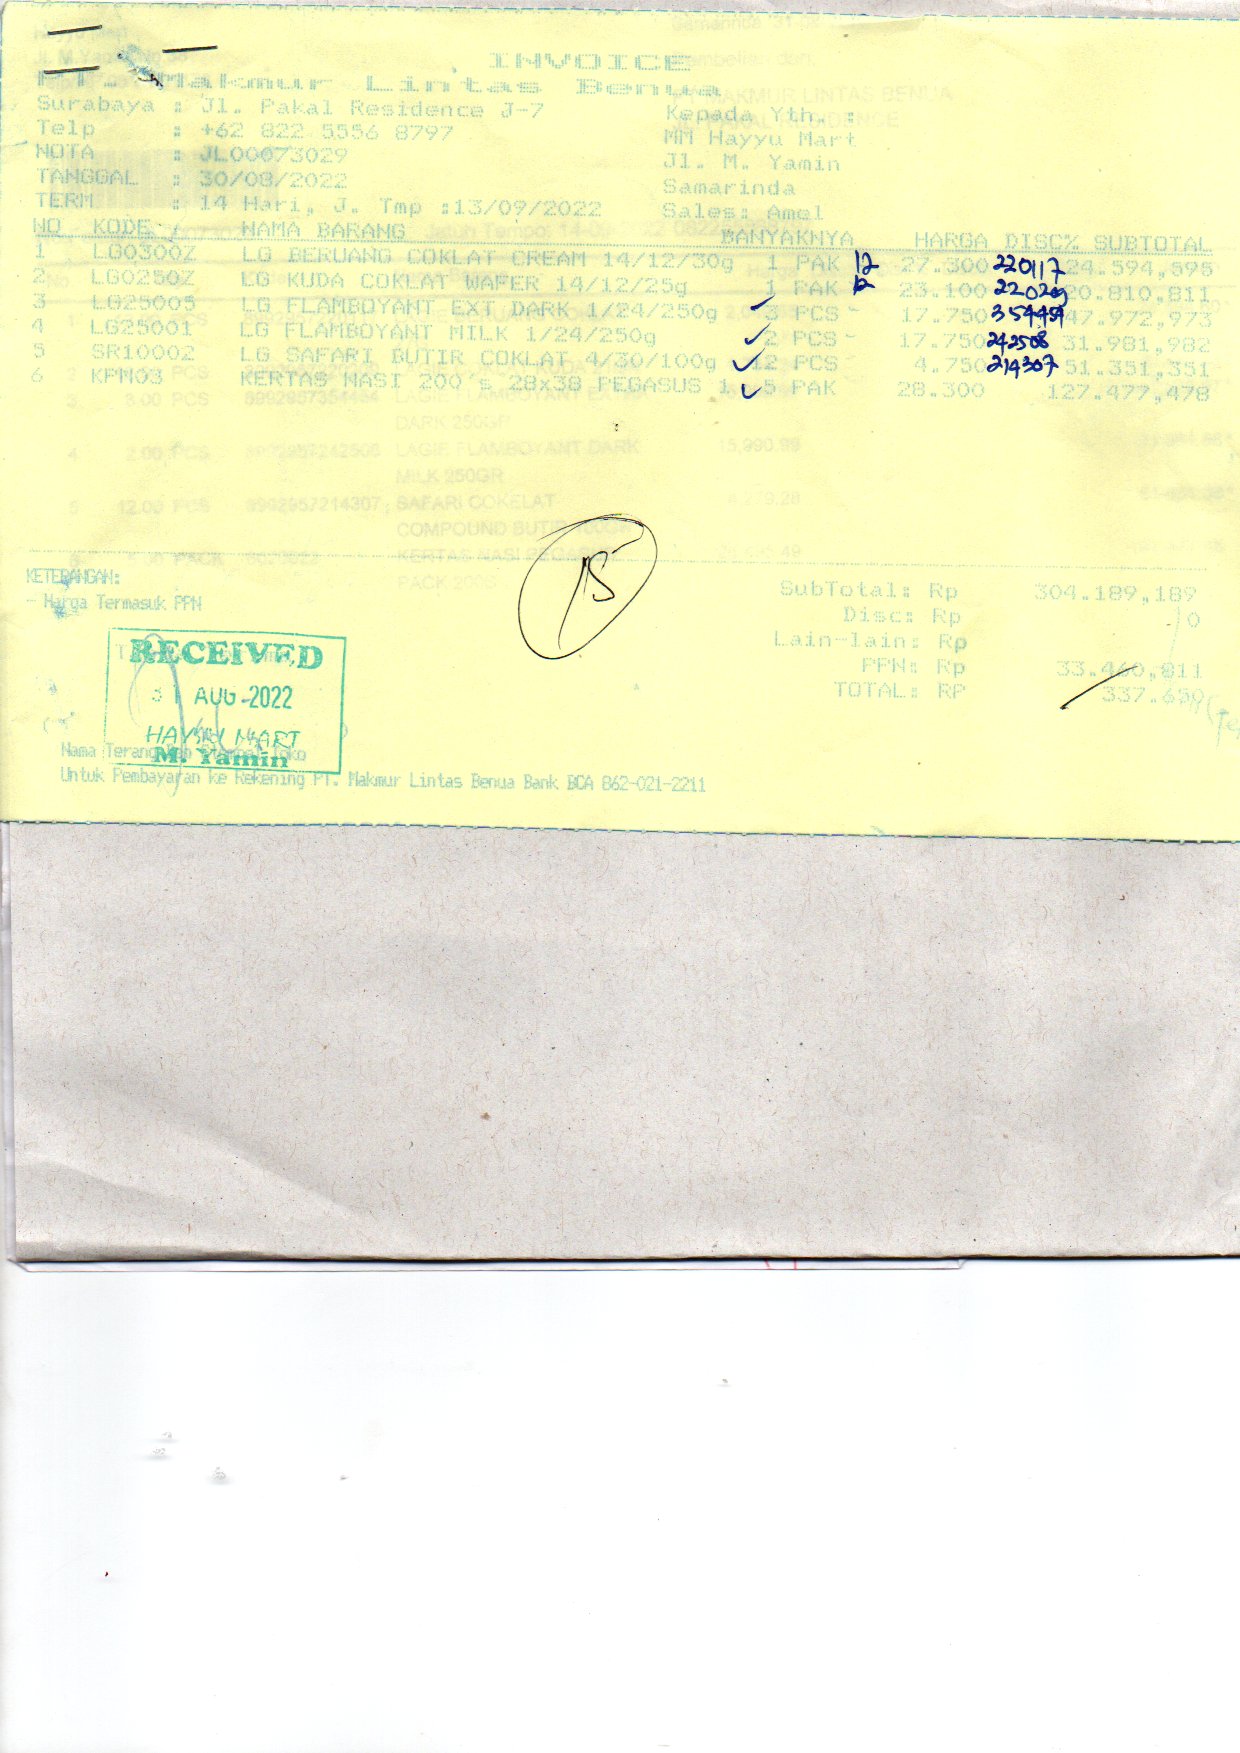 INVOICE
PT. Makmur Lintas Benua
Surabaya : Jl. Pakal Residence J-7
Kepada Yth. :
Telp : +62 822 5556 8797
MM Hayyu Mart
NOTA : JL00073029
Jl. M. Yamin
TANGGAL : 30/08/2022
Samarinda
TERM : 14 Hari, J. Tmp :13/09/2022
Sales: Amel
NO KODE NAMA BARANG BANYAKNYA HARGA DISC% SUBTOTAL
1 LG0300Z LG BERUANG COKLAT CREAM 14/12/30g 1 PAK 12 27.300 220117 24.594,595
2 LG0250Z LG KUDA COKLAT WAFER 14/12/25g 1 PAK 12 23.100 20.810,811
3 LG25005 LG FLAMBOYANT EXT DARK 1/24/250g 3 PCS 17.750 354454 47.972,973
4 LG25001 LG FLAMBOYANT MILK 1/24/250g 2 PCS 17.750 242508 31.981,982
5 SR10002 LG SAFARI BUTIR COKLAT 4/30/100g 12 PCS 4.750 214307 51.351,351
6 KPN03 KERTAS NASI 200's 28x38 PEGASUS 1 5 PAK 28.300 127.477,478
15
KETERANGAN:
- Harga Termasuk PPN
SubTotal: Rp 304.189,189
Disc: Rp 0
Lain-lain: Rp
PPN: Rp 33.460,811
TOTAL: RP 337.650
RECEIVED
31 AUG 2022
HAYYU MART
M. Yamin
Nama Terang dan Stempel Toko
Untuk Pembayaran ke Rekening PT. Makmur Lintas Benua Bank BCA 862-021-2211